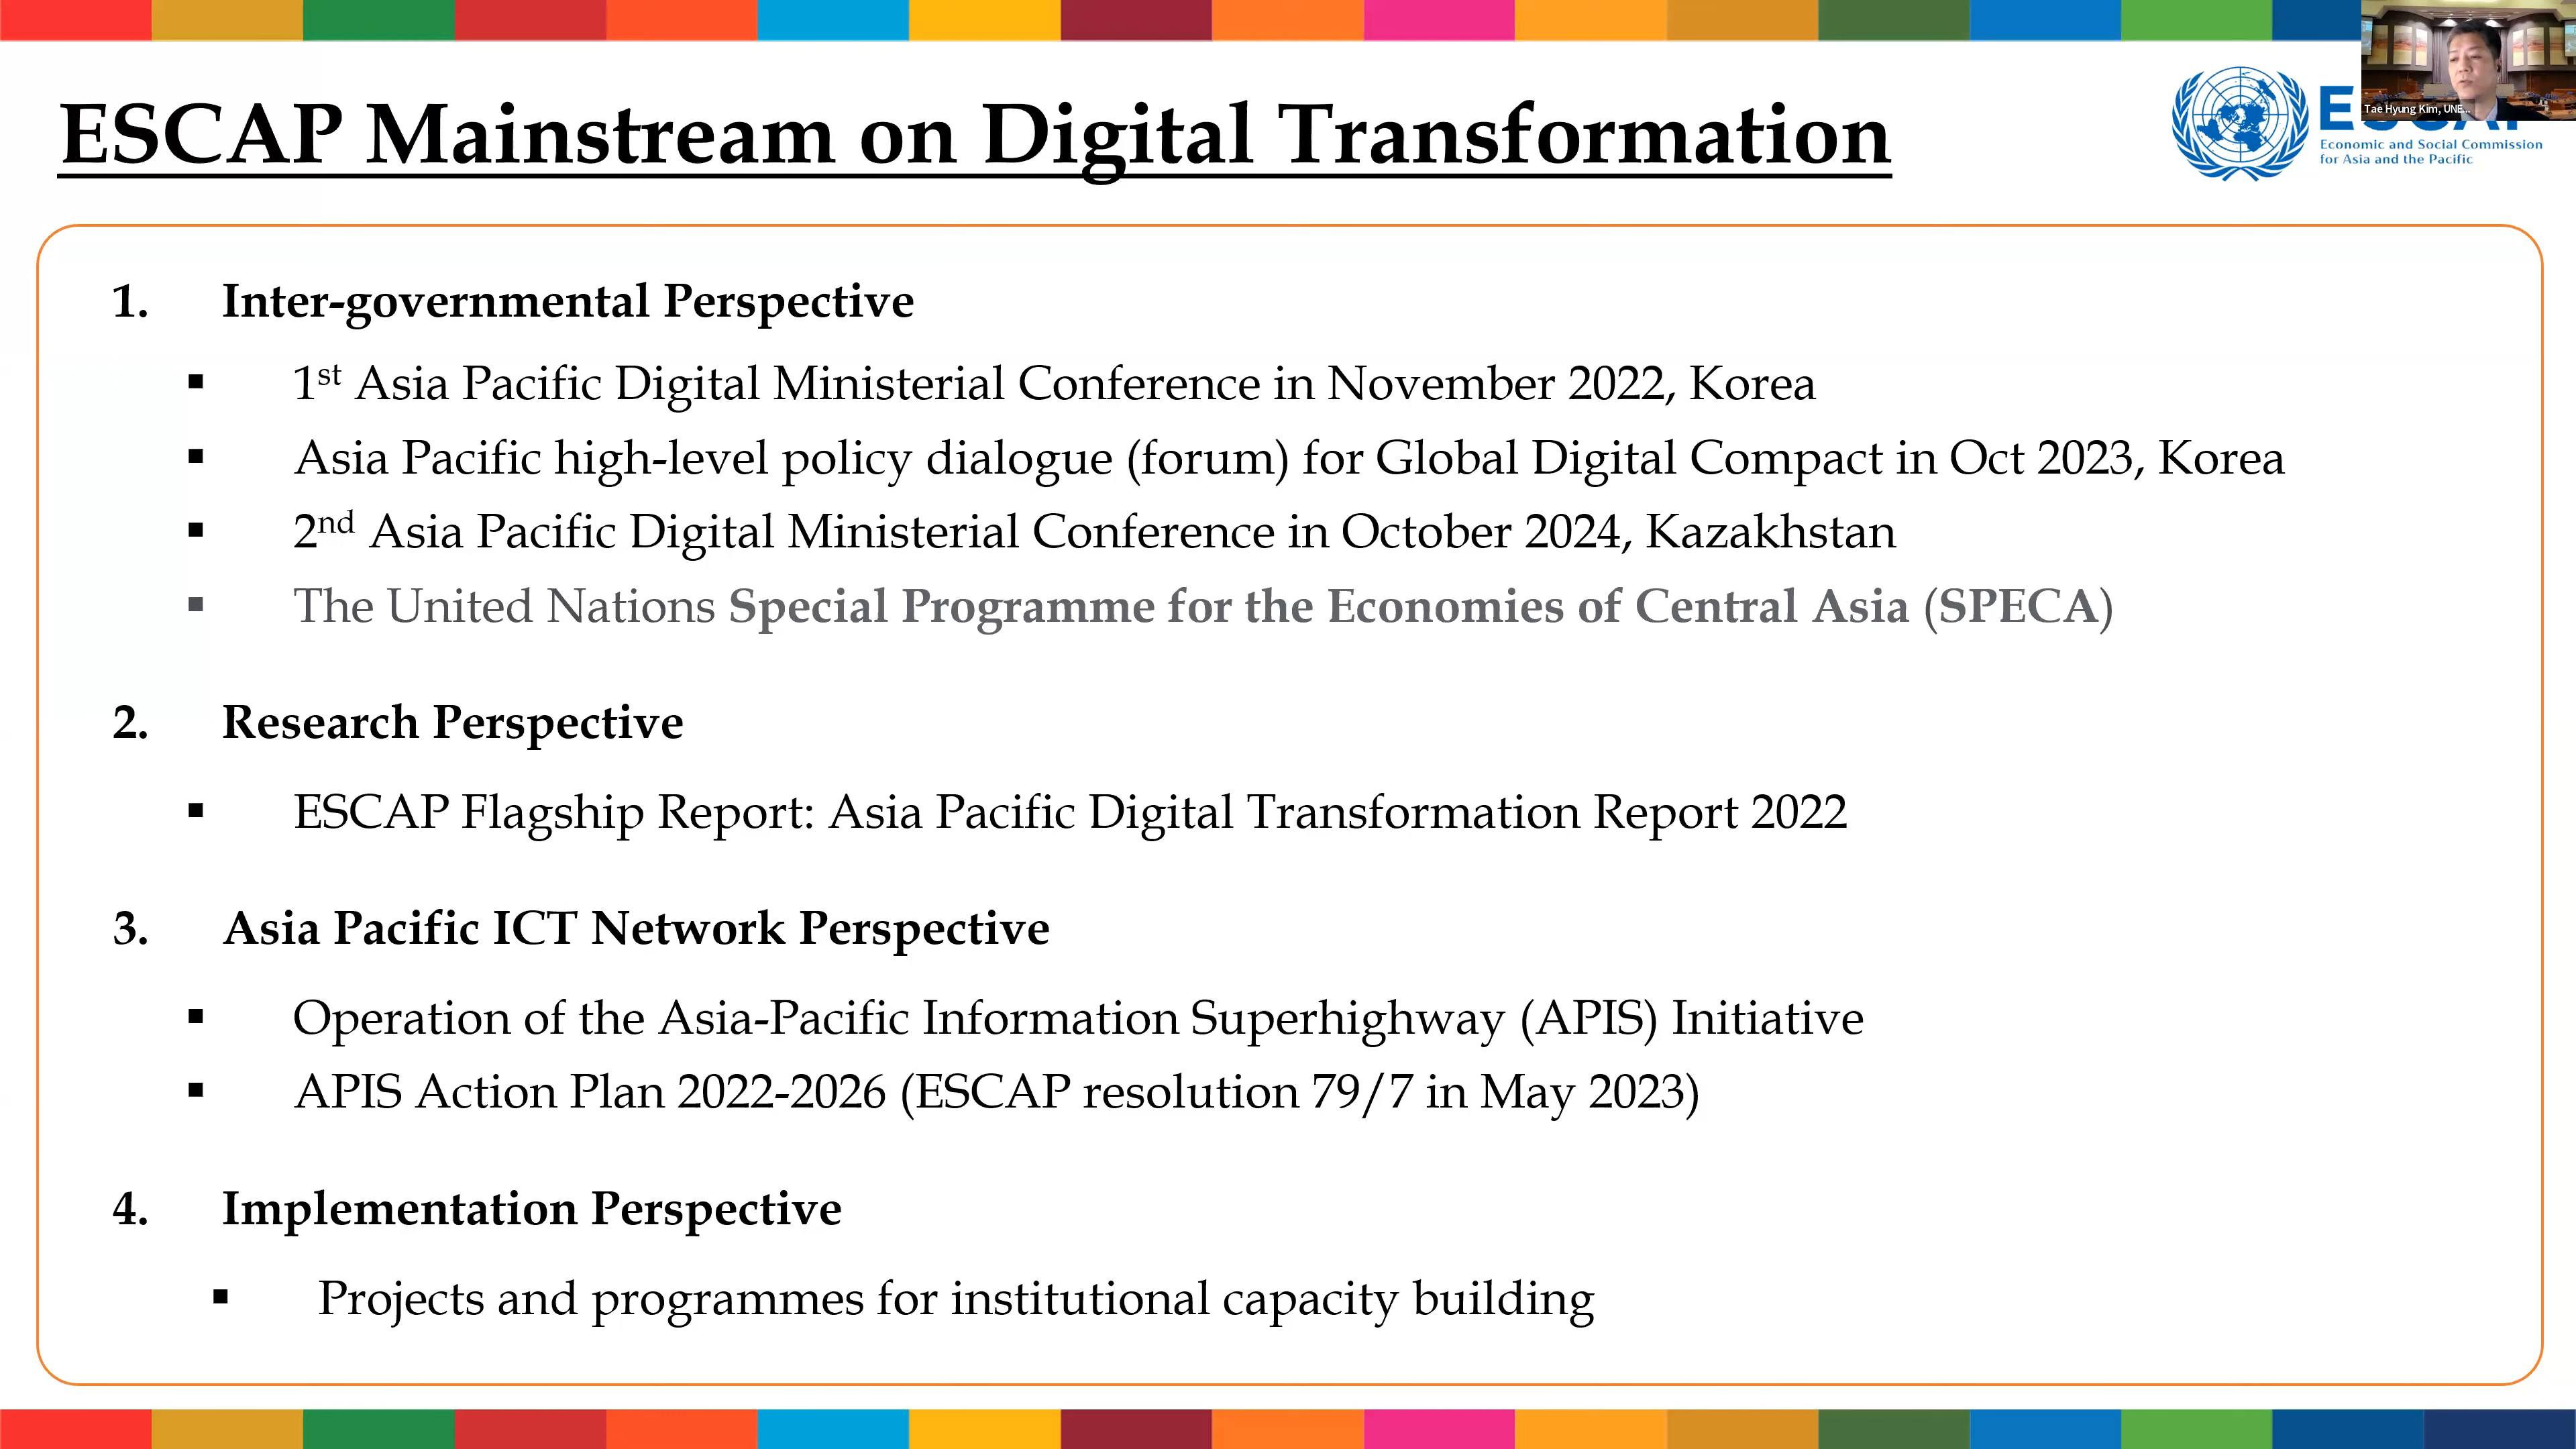 ESCAP Mainstream on Digital Transformation
Tae Hyung Kim, UNE...
Economic and Social Commission
for Asia and the Pacific
1. Inter-governmental Perspective
▪ 1st Asia Pacific Digital Ministerial Conference in November 2022, Korea
▪ Asia Pacific high-level policy dialogue (forum) for Global Digital Compact in Oct 2023, Korea
▪ 2nd Asia Pacific Digital Ministerial Conference in October 2024, Kazakhstan
▪ The United Nations Special Programme for the Economies of Central Asia (SPECA)
2. Research Perspective
▪ ESCAP Flagship Report: Asia Pacific Digital Transformation Report 2022
3. Asia Pacific ICT Network Perspective
▪ Operation of the Asia-Pacific Information Superhighway (APIS) Initiative
▪ APIS Action Plan 2022-2026 (ESCAP resolution 79/7 in May 2023)
4. Implementation Perspective
▪ Projects and programmes for institutional capacity building